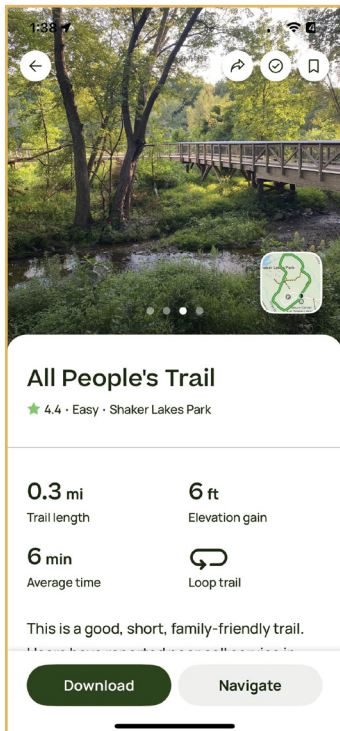 1:38
All People's Trail
4.4 · Easy · Shaker Lakes Park
0.3 mi
6 ft
Trail length
Elevation gain
6 min
Average time
Loop trail
This is a good, short, family-friendly trail.
Download
Navigate